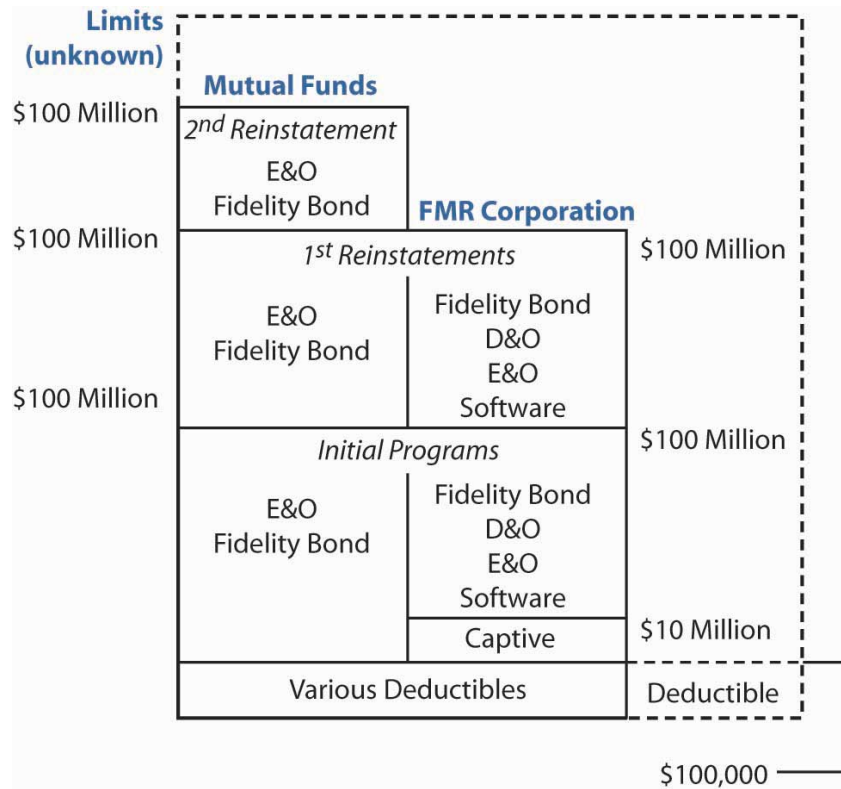 Limits
(unknown)
Mutual Funds
$100 Million
2nd Reinstatement
E&O
Fidelity Bond
FMR Corporation
$100 Million
1st Reinstatements
$100 Million
E&O
Fidelity Bond
Fidelity Bond
D&O
E&O
Software
$100 Million
Initial Programs
$100 Million
E&O
Fidelity Bond
Fidelity Bond
D&O
E&O
Software
Captive
$10 Million
Various Deductibles
Deductible
$100,000